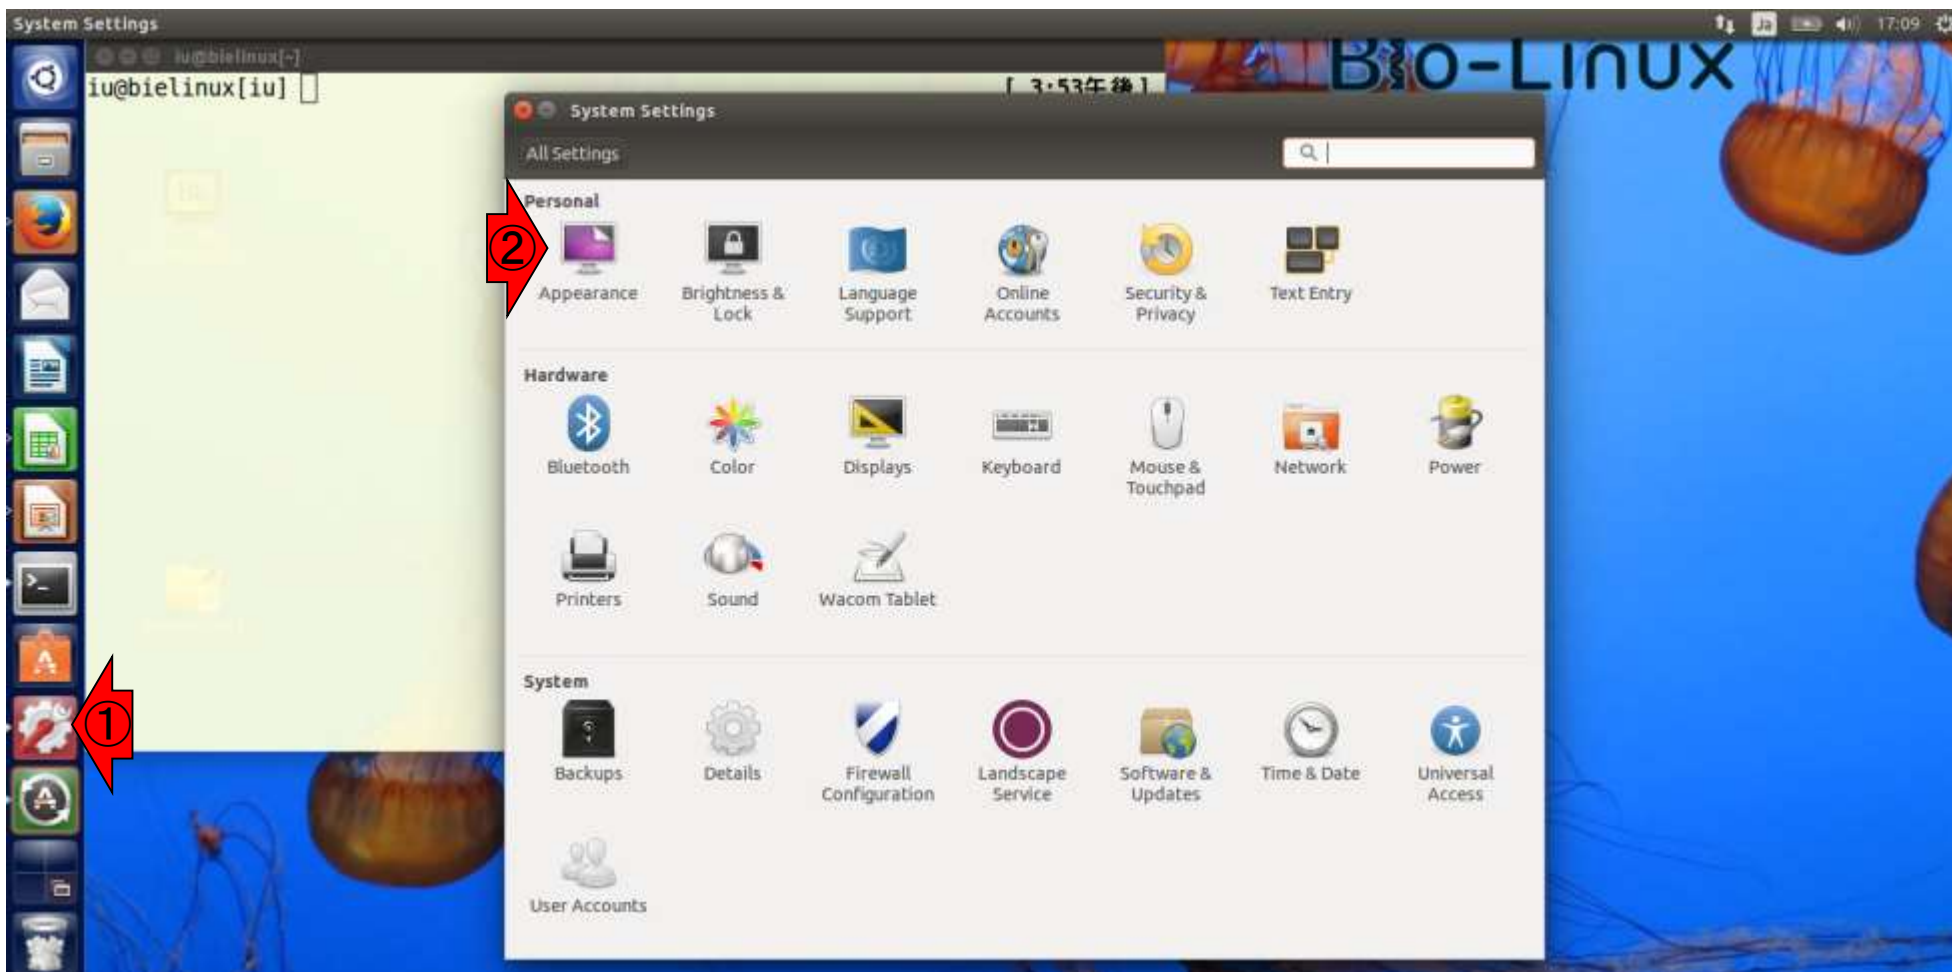 System Settings
Ja
17:09
iu@bielinux[~]
iu@bielinux[iu]
[ 3:53午後]
Bio-Linux
System Settings
All Settings
Personal
②
Appearance
Brightness &
Lock
Language
Support
Online
Accounts
Security &
Privacy
Text Entry
Hardware
Bluetooth
Color
Displays
Keyboard
Mouse &
Touchpad
Network
Power
Printers
Sound
Wacom Tablet
①
System
Backups
Details
Firewall
Configuration
Landscape
Service
Software &
Updates
Time & Date
Universal
Access
User Accounts